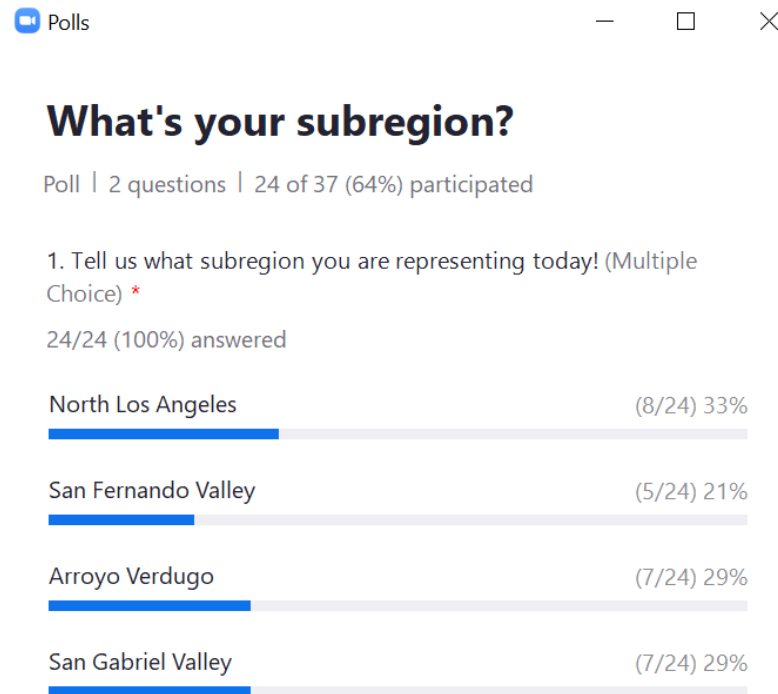 Polls
What's your subregion?
Poll | 2 questions | 24 of 37 (64%) participated
1. Tell us what subregion you are representing today! (Multiple
Choice) *
24/24 (100%) answered
North Los Angeles (8/24) 33%
San Fernando Valley (5/24) 21%
Arroyo Verdugo (7/24) 29%
San Gabriel Valley (7/24) 29%